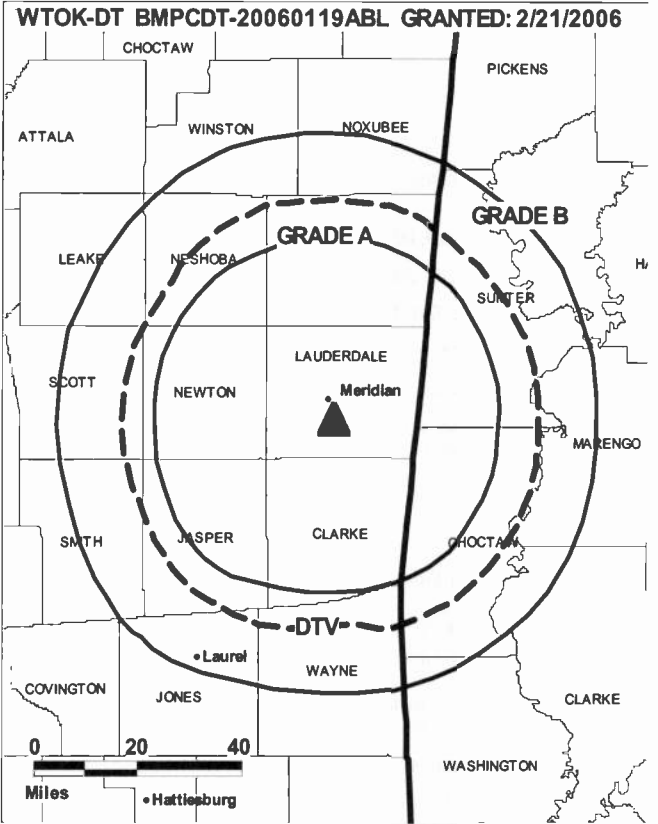 WTOK-DT BMPCDT-20060119ABL GRANTED: 2/21/2006
CHOCTAW
PICKENS
ATTALA
WINSTON
NOXUBEE
GRADE B
GRADE A
LEAKE
NESHOBA
HA
SUMTER
LAUDERDALE
SCOTT
NEWTON
Meridian
MARENGO
SMITH
JASPER
CLARKE
CHOCTAW
DTV
Laurel
WAYNE
COVINGTON
JONES
CLARKE
0 20 40
WASHINGTON
Miles
Hattiesburg